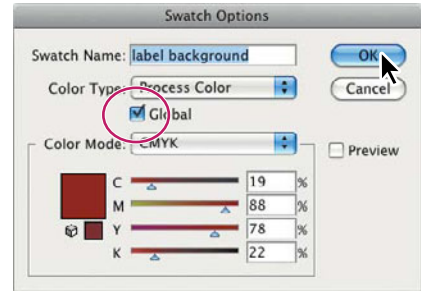 Swatch Options
Swatch Name: label background OK
Color Type: Process Color Cancel
Global
Color Mode: CMYK Preview
C 19 %
M 88 %
Y 78 %
K 22 %